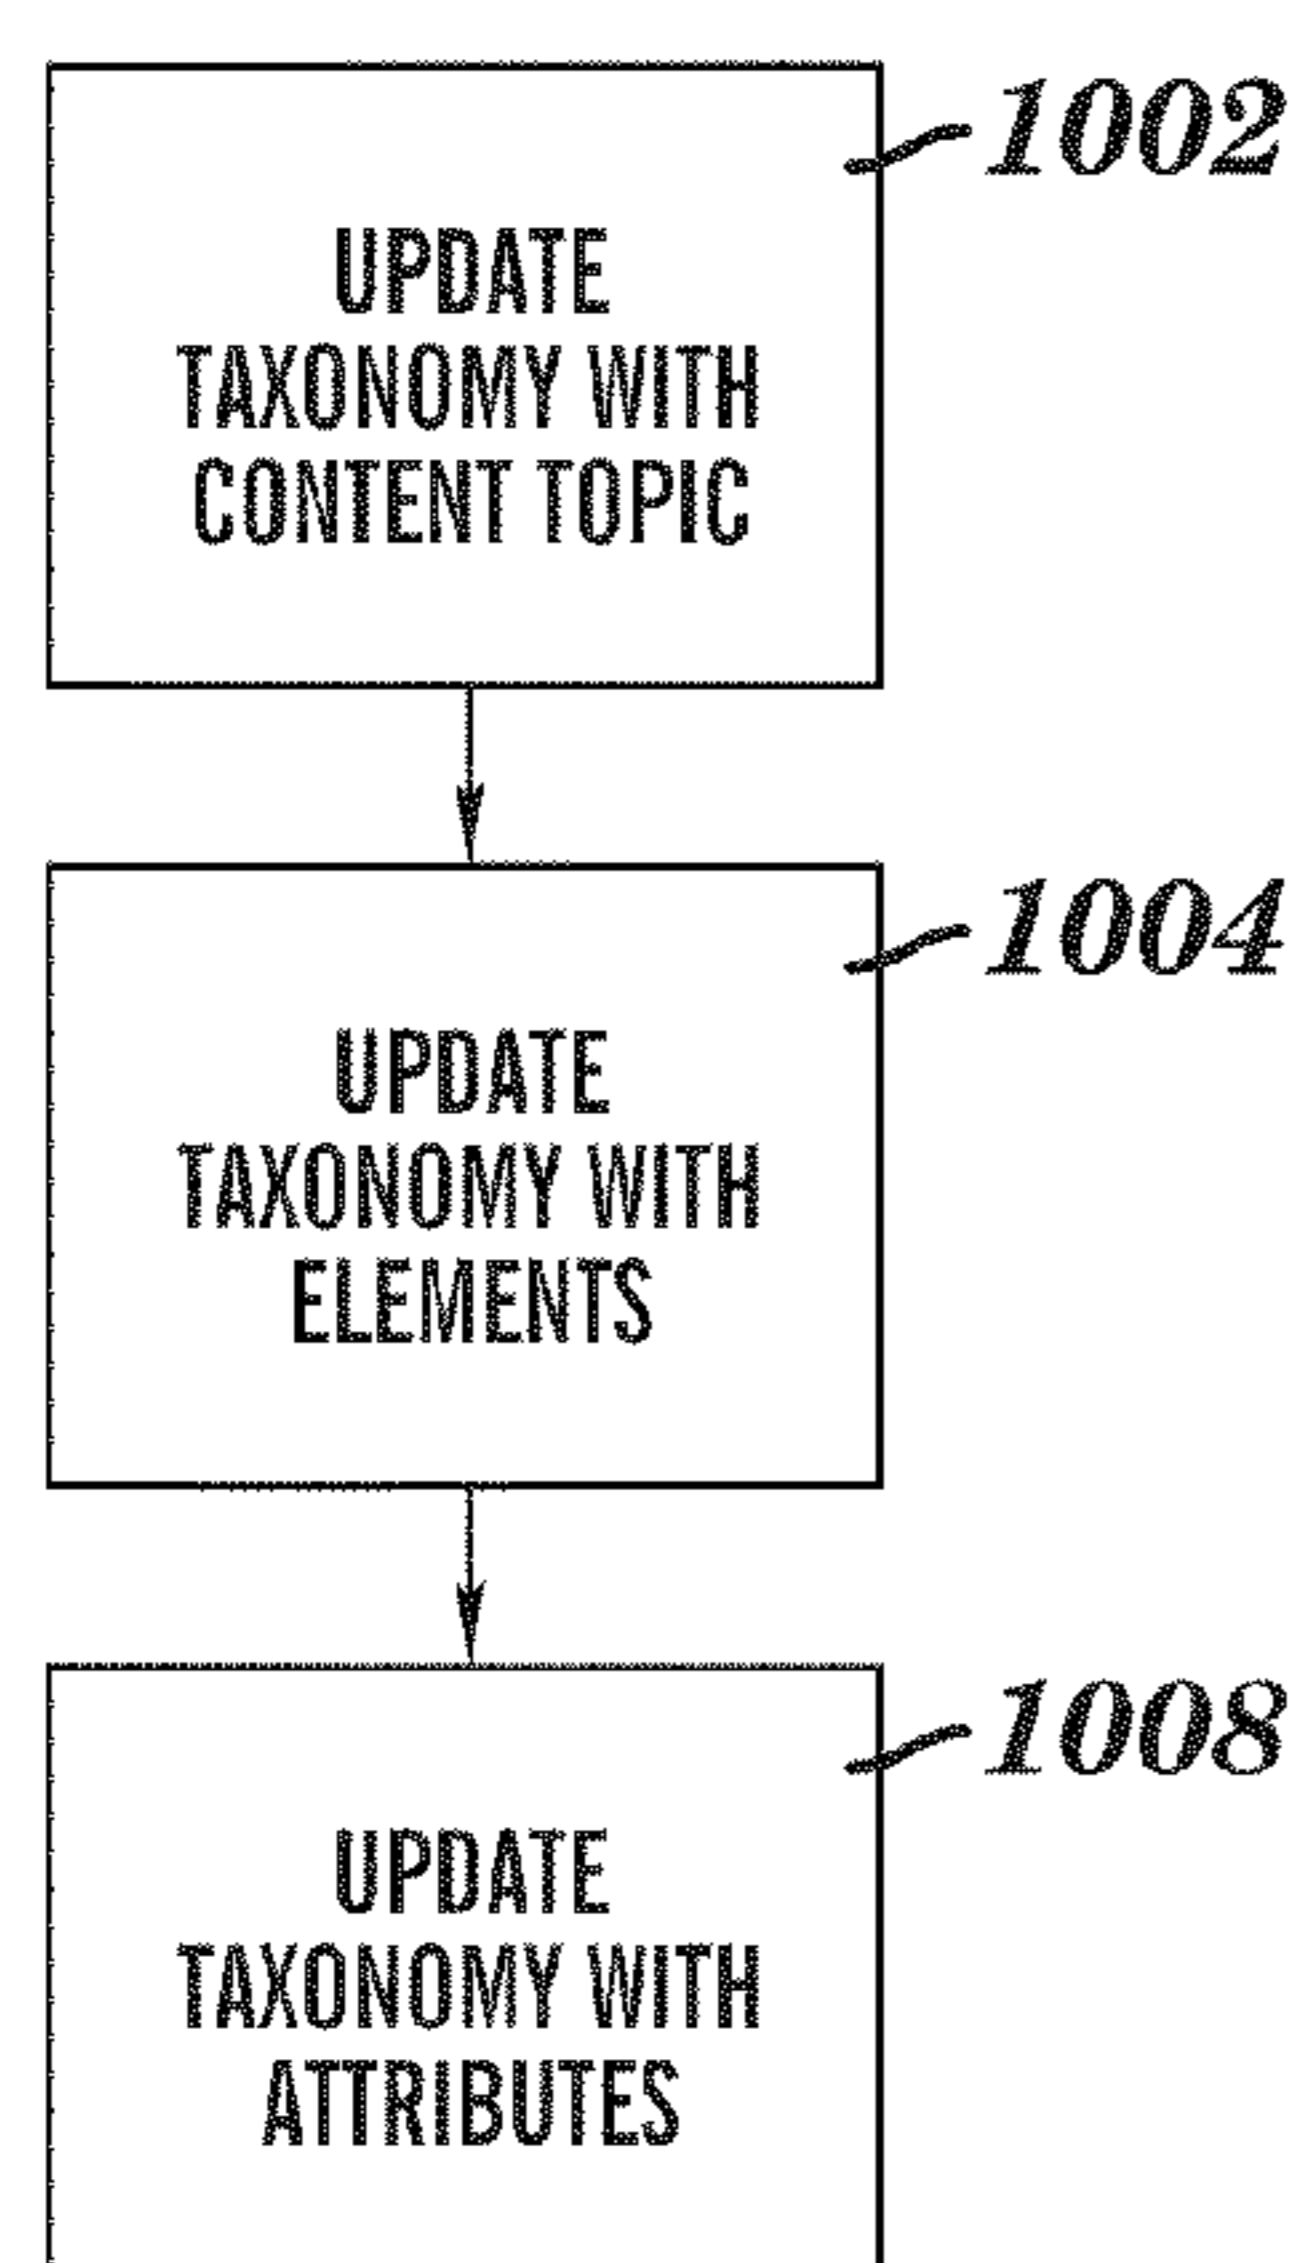 1002
UPDATE
TAXONOMY WITH
CONTENT TOPIC
1004
UPDATE
TAXONOMY WITH
ELEMENTS
1008
UPDATE
TAXONOMY WITH
ATTRIBUTES